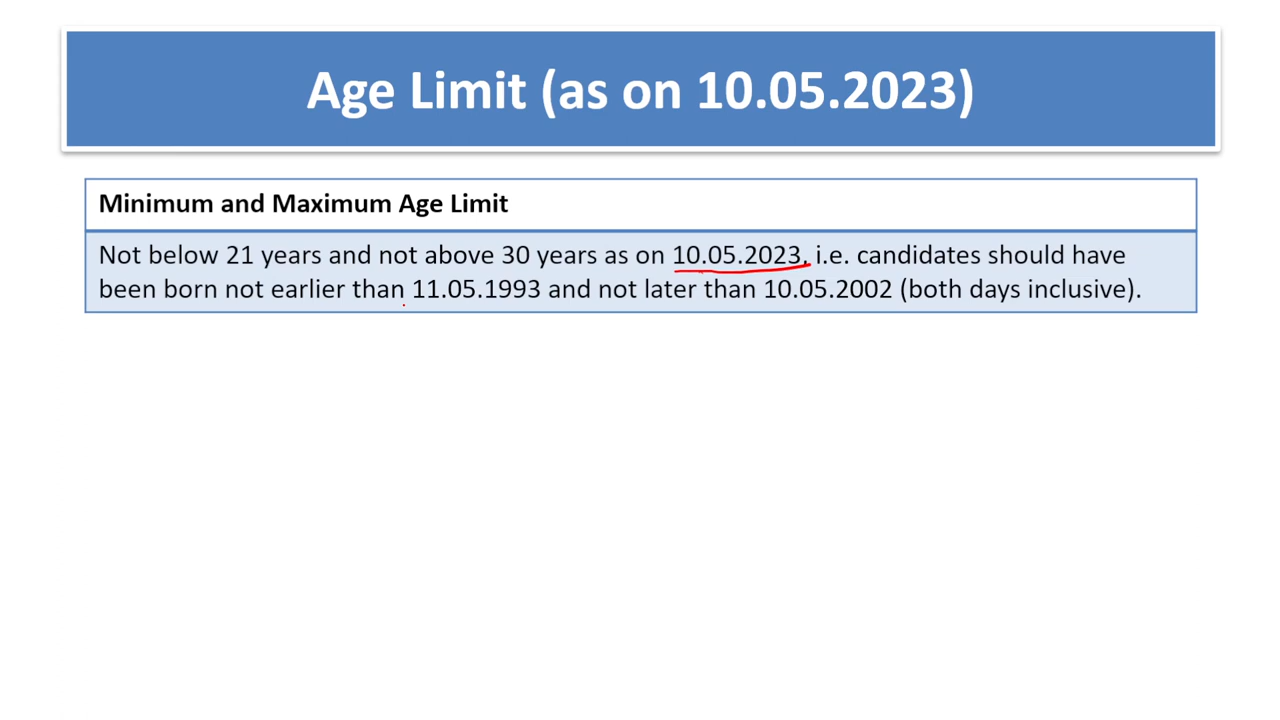 Age Limit (as on 10.05.2023)
Minimum and Maximum Age Limit
Not below 21 years and not above 30 years as on 10.05.2023, i.e. candidates should have
been born not earlier than 11.05.1993 and not later than 10.05.2002 (both days inclusive).